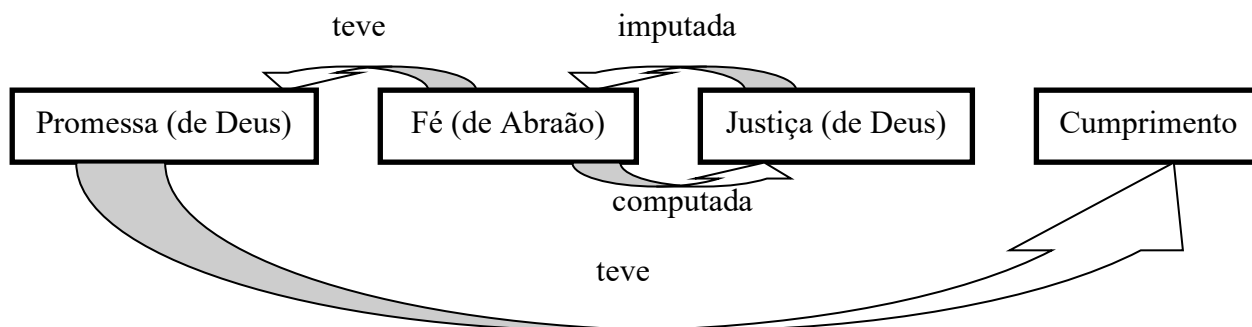 teve
imputada
Promessa (de Deus)
Fé (de Abraão)
Justiça (de Deus)
Cumprimento
computada
teve